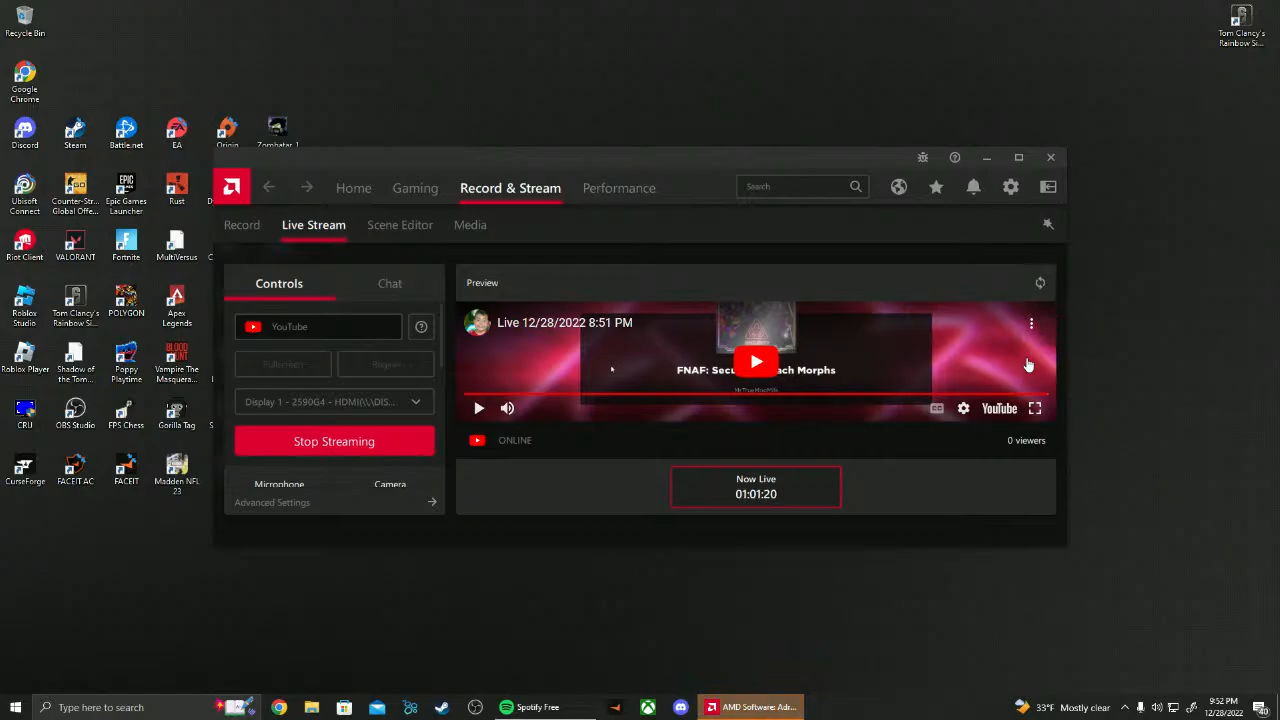 Recycle Bin
Tom Clancy's
Rainbow Si...
Google
Chrome
Discord
Steam
Battle.net
EA
Origin
Zombatar_1
Ubisoft
Connect
Counter-Str...
Global Offe...
Epic Games
Launcher
Rust
Riot Client
VALORANT
Fortnite
MultiVersus
Roblox
Studio
Tom Clancy's
Rainbow Si...
POLYGON
Apex
Legends
Roblox Player
Shadow of
the Tom...
Poppy
Playtime
Vampire The
Masquera...
CRU
OBS Studio
FPS Chess
Gorilla Tag
CurseForge
FACEIT AC
FACEIT
Madden NFL
23
Home
Gaming
Record & Stream
Performance
Search
Record
Live Stream
Scene Editor
Media
Controls
Chat
YouTube
Fullscreen
Display 1 - 2590G4 - HDMI(\\.\DIS...
Stop Streaming
Microphone
Camera
Advanced Settings
Preview
Live 12/28/2022 8:51 PM
FNAF: Secu
ach Morphs
YouTube
ONLINE
0 viewers
Now Live
01:01:20
Type here to search
Spotify Free
AMD Software: Adr...
33°F Mostly clear
9:52 PM
12/28/2022
40